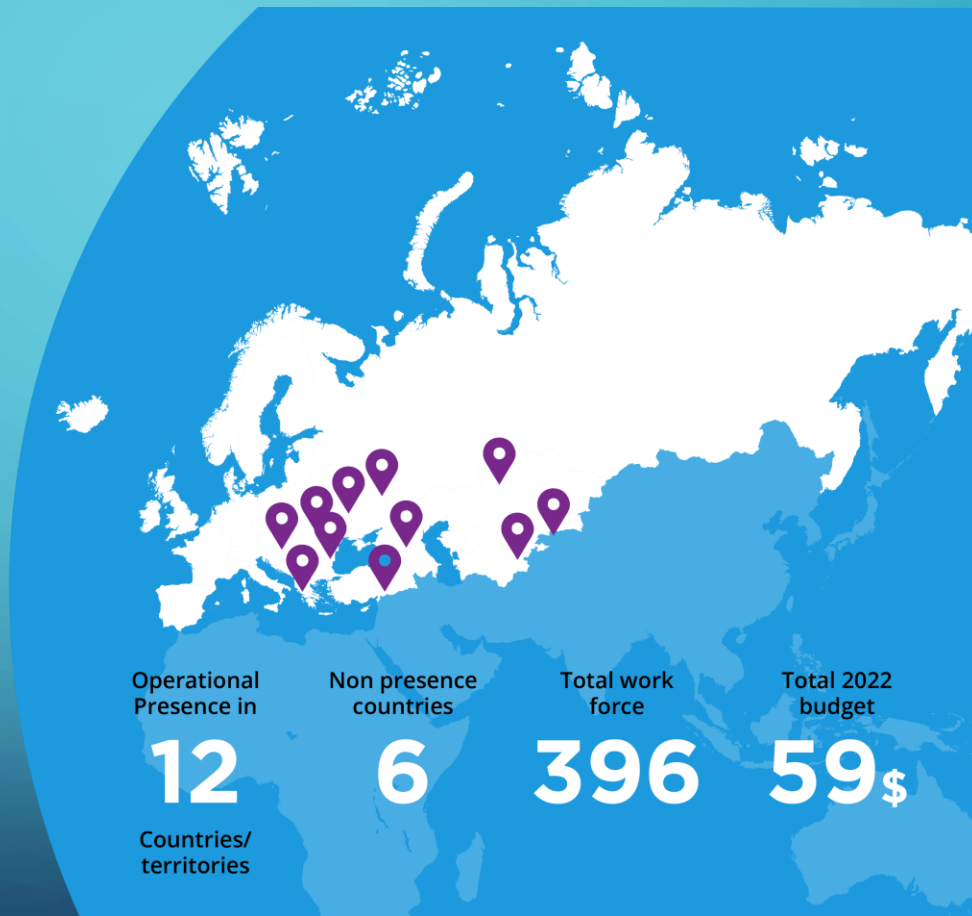 Operational
Presence in
12
Countries/
territories
Non presence
countries
6
Total work
force
396
Total 2022
budget
59$